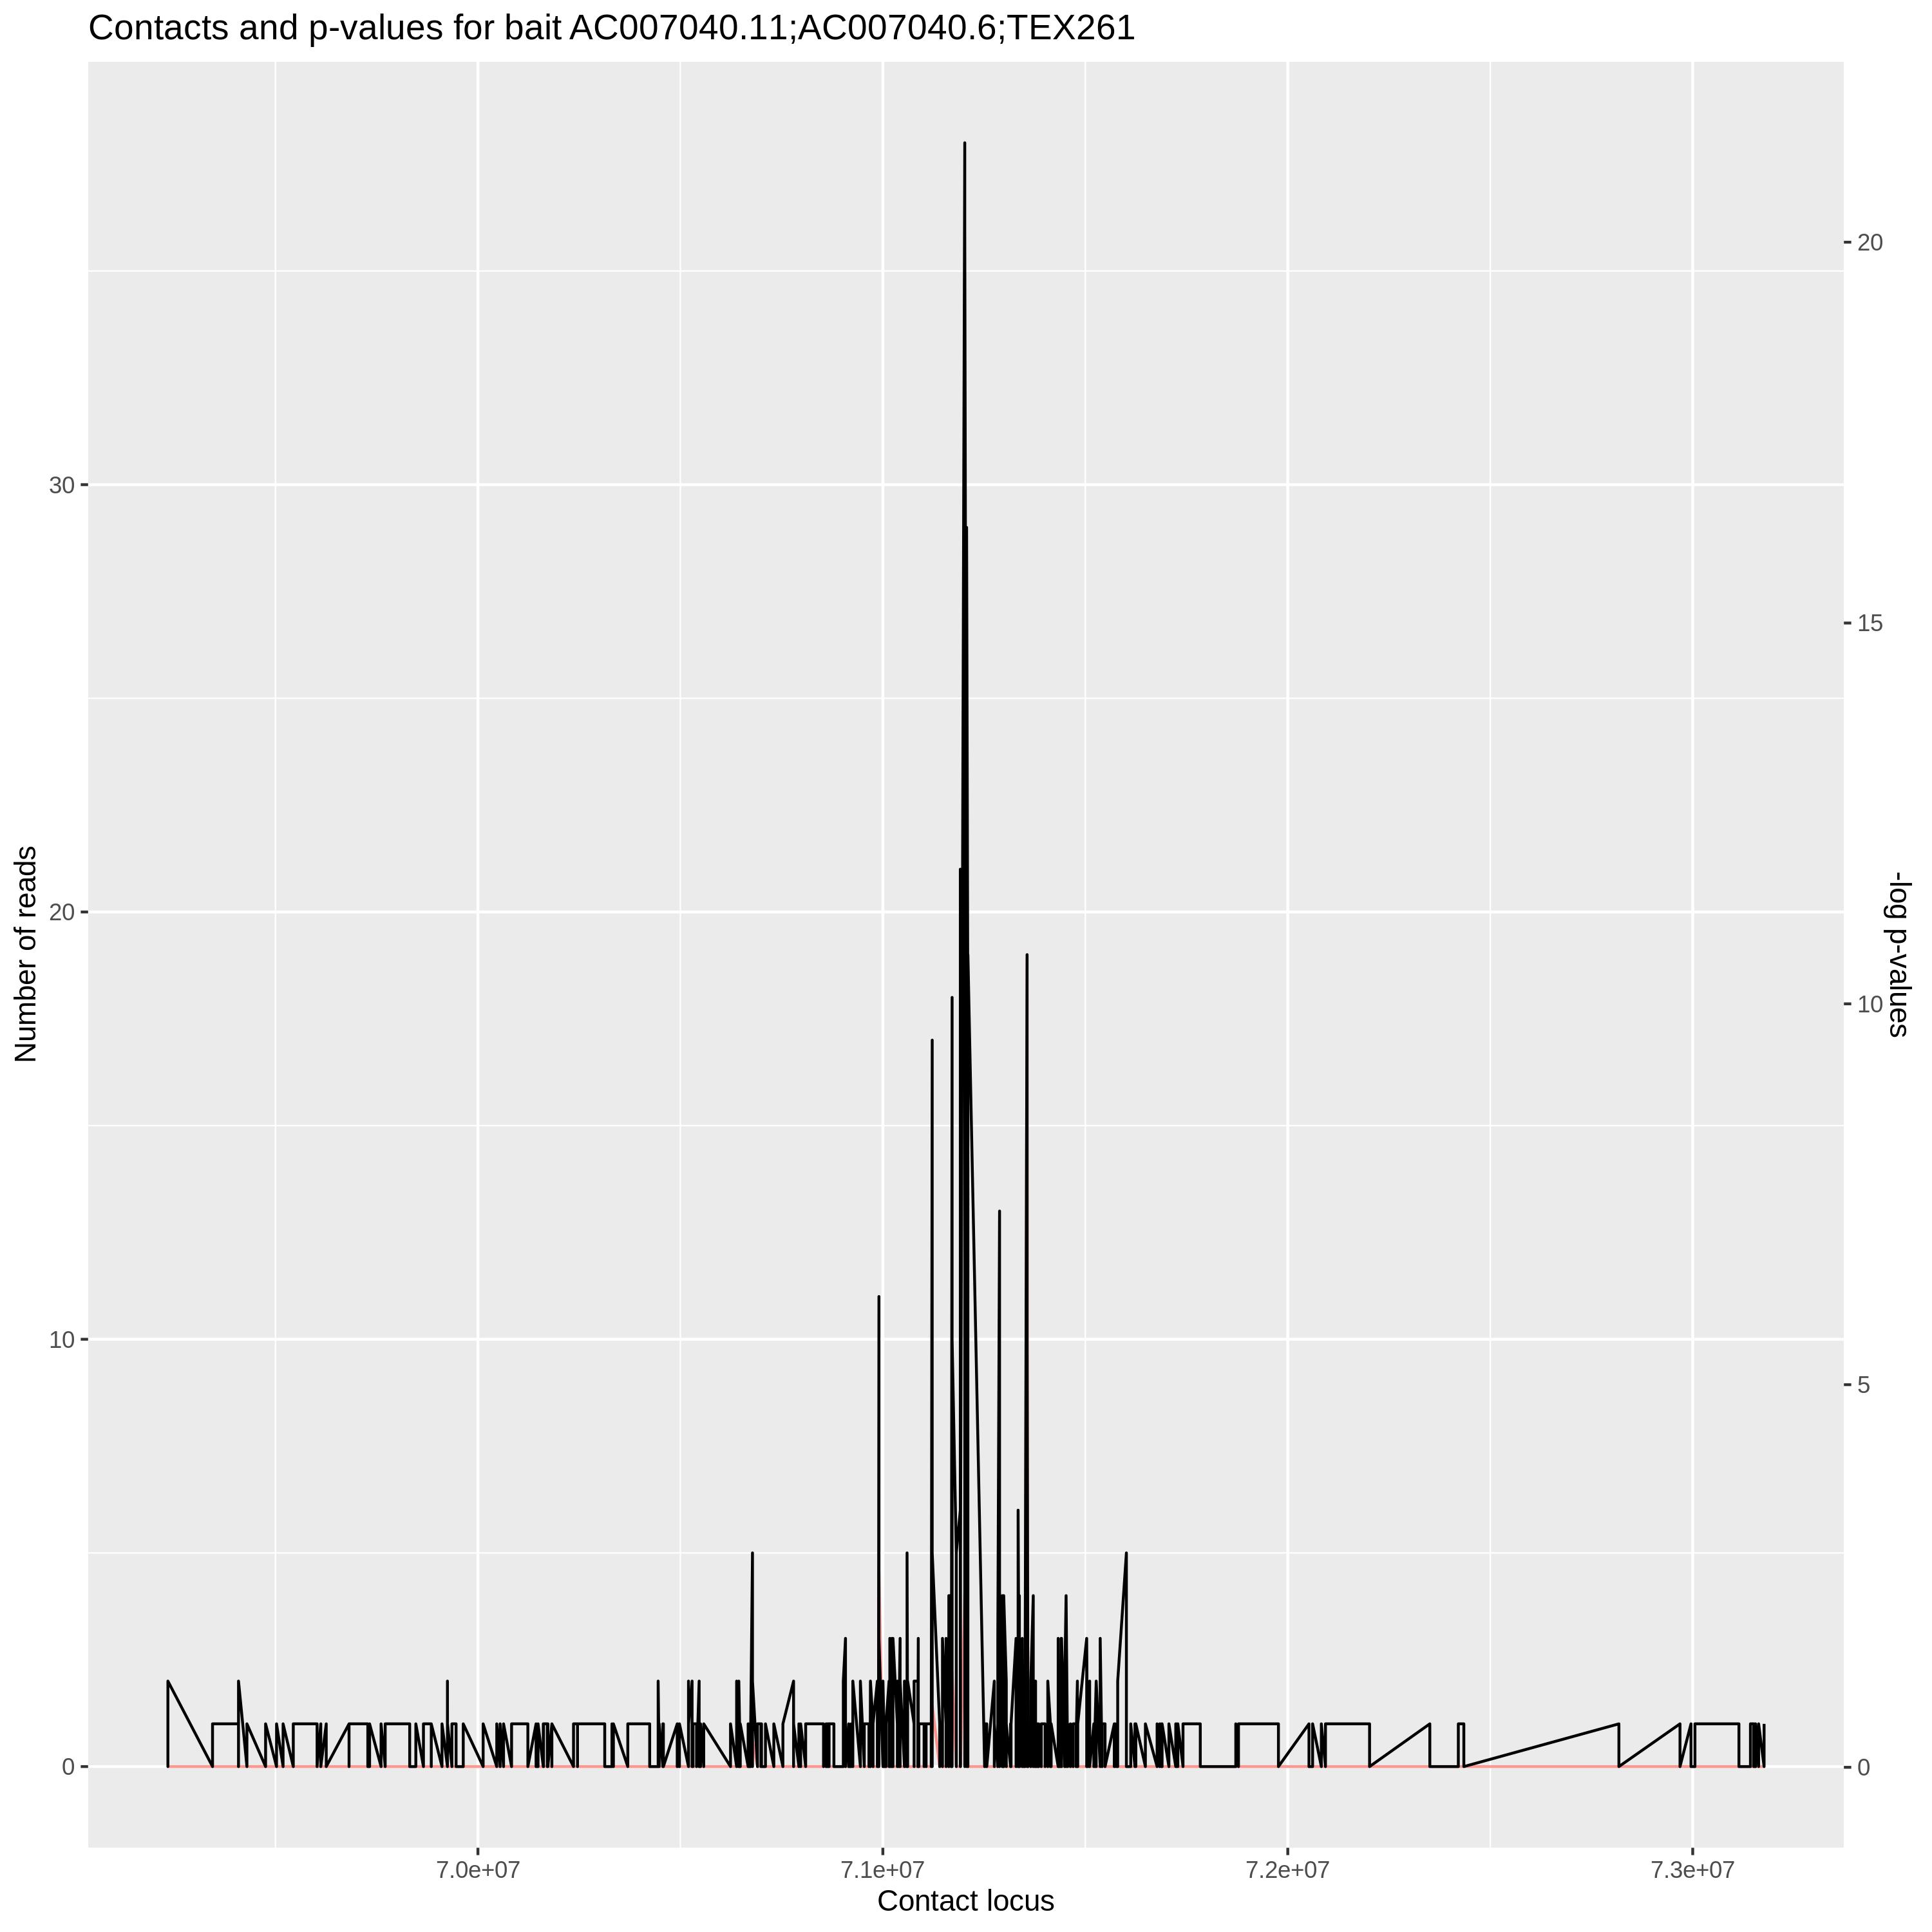 Contacts and p-values for bait AC007040.11;AC007040.6;TEX261
Number of reads
30
20
10
0
20
15
10
5
0
-log p-values
7.0e+07
7.1e+07
7.2e+07
7.3e+07
Contact locus